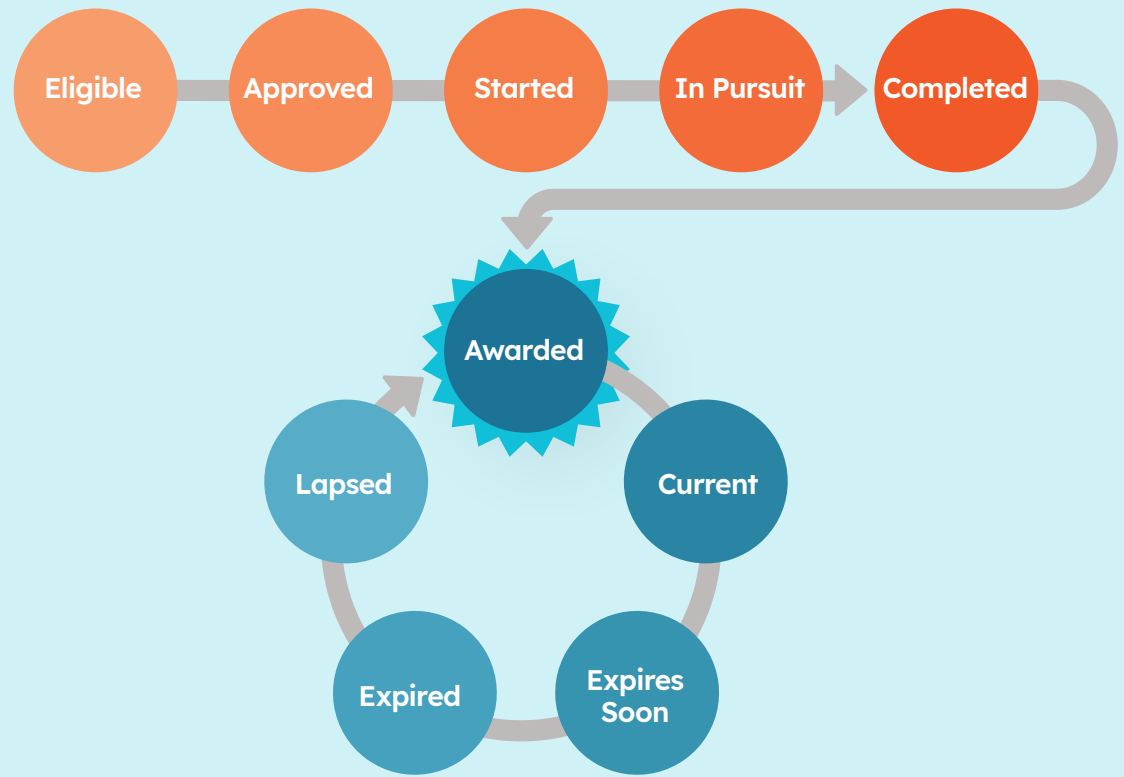 Eligible
Approved
Started
In Pursuit
Completed
Awarded
Current
Expires
Soon
Expired
Lapsed